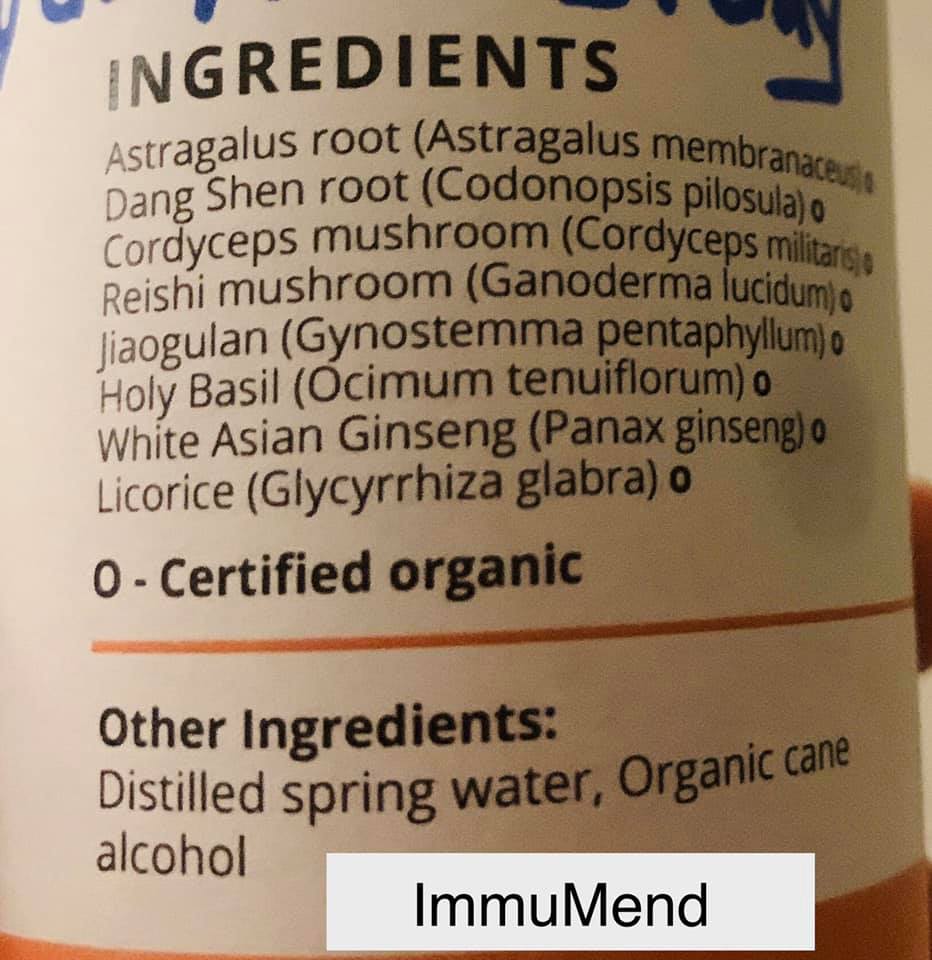 INGREDIENTS
Astragalus root (Astragalus membranaceus) o
Dang Shen root (Codonopsis pilosula) o
Cordyceps mushroom (Cordyceps militaris) o
Reishi mushroom (Ganoderma lucidum) o
Jiaogulan (Gynostemma pentaphyllum) o
Holy Basil (Ocimum tenuiflorum) o
White Asian Ginseng (Panax ginseng) o
Licorice (Glycyrrhiza glabra) o
O - Certified organic
Other Ingredients:
Distilled spring water, Organic cane
alcohol
ImmuMend